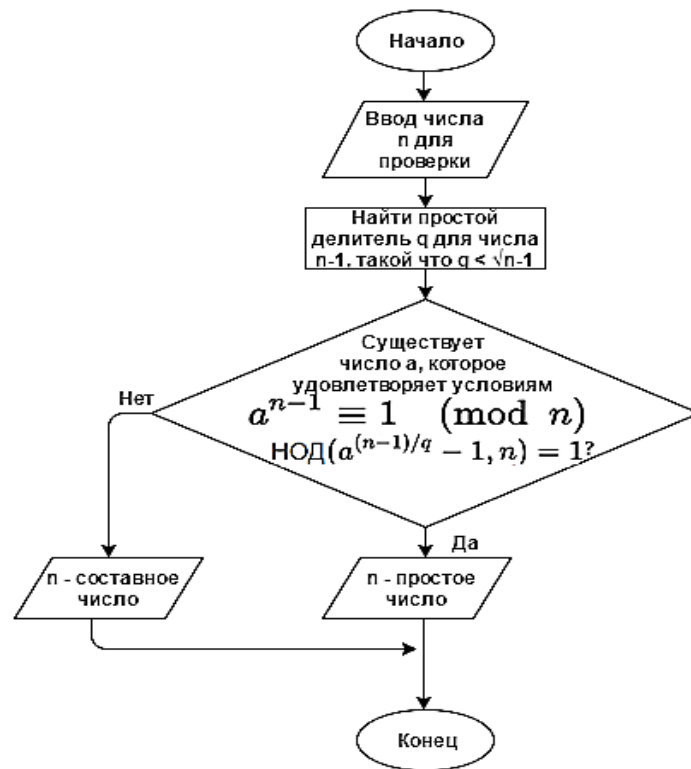 Начало
Ввод числа
n для
проверки
Найти простой
делитель q для числа
n-1, такой что q < √n-1
Существует
число a, которое
удовлетворяет условиям
a^{n-1} ≡ 1 (mod n)
НОД(a^{(n-1)/q} − 1, n) = 1?
Нет
Да
n - составное
число
n - простое
число
Конец